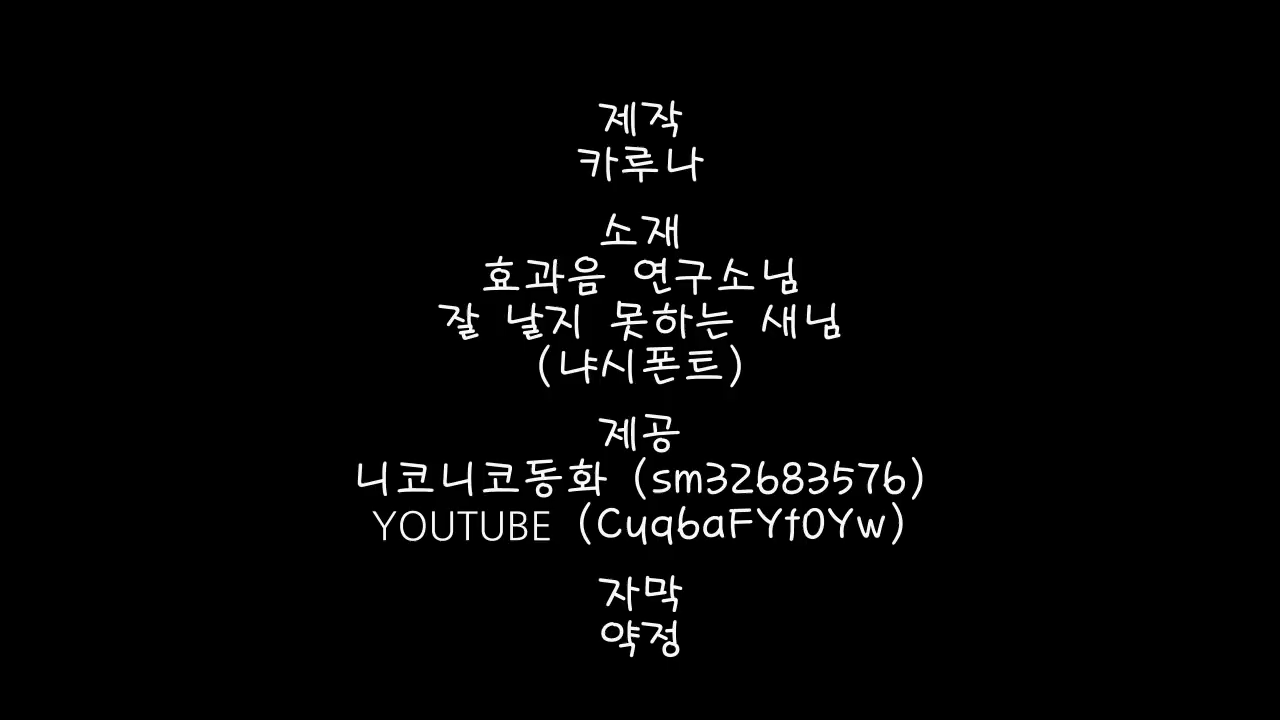 제작
카루나
소재
효과음 연구소님
잘 날지 못하는 새님
(냐시폰트)
제공
니코니코동화 (sm32683576)
YOUTUBE (Cuq6aFYf0Yw)
자막
약정